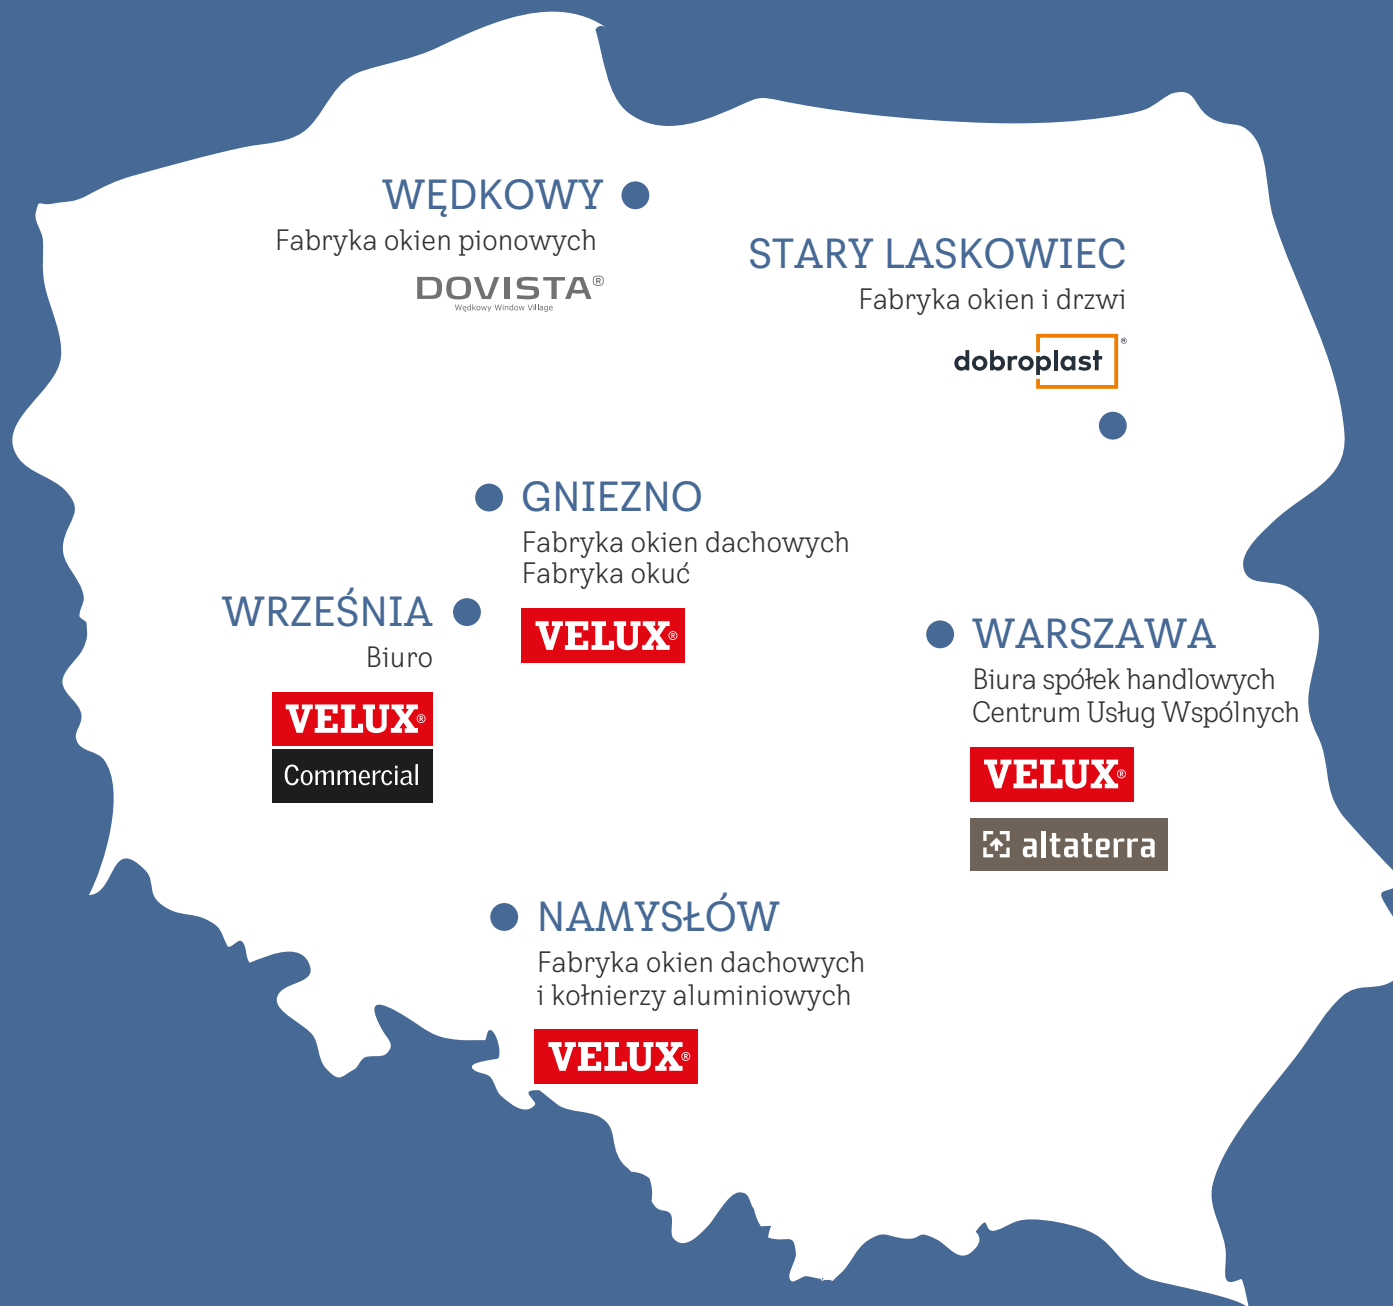 WĘDKOWY
Fabryka okien pionowych
DOVISTA®
Wędkowy Window Village
STARY LASKOWIEC
Fabryka okien i drzwi
dobroplast®
GNIEZNO
Fabryka okien dachowych
Fabryka okuć
VELUX®
WRZEŚNIA
Biuro
VELUX®
Commercial
WARSZAWA
Biura spółek handlowych
Centrum Usług Wspólnych
VELUX®
altaterra
NAMYSŁÓW
Fabryka okien dachowych
i kołnierzy aluminiowych
VELUX®